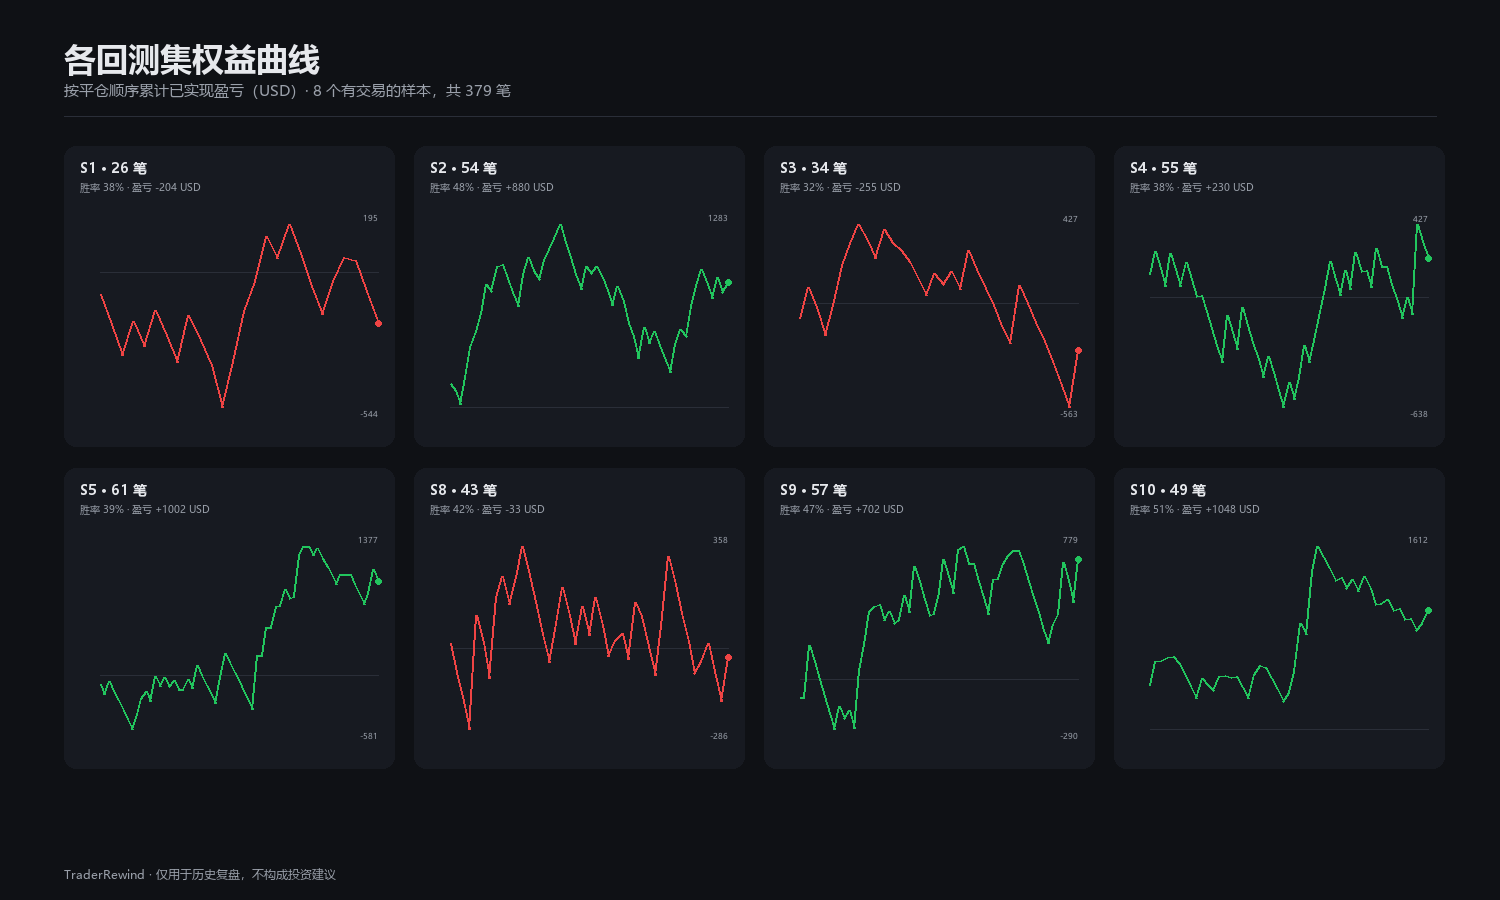 各回测集权益曲线
按平仓顺序累计已实现盈亏（USD）· 8 个有交易的样本，共 379 笔
S1 • 26 笔
胜率 38% · 盈亏 -204 USD
195
-544
S2 • 54 笔
胜率 48% · 盈亏 +880 USD
1283
S3 • 34 笔
胜率 32% · 盈亏 -255 USD
427
-563
S4 • 55 笔
胜率 38% · 盈亏 +230 USD
427
-638
S5 • 61 笔
胜率 39% · 盈亏 +1002 USD
1377
-581
S8 • 43 笔
胜率 42% · 盈亏 -33 USD
358
-286
S9 • 57 笔
胜率 47% · 盈亏 +702 USD
779
-290
S10 • 49 笔
胜率 51% · 盈亏 +1048 USD
1612
TraderRewind · 仅用于历史复盘，不构成投资建议